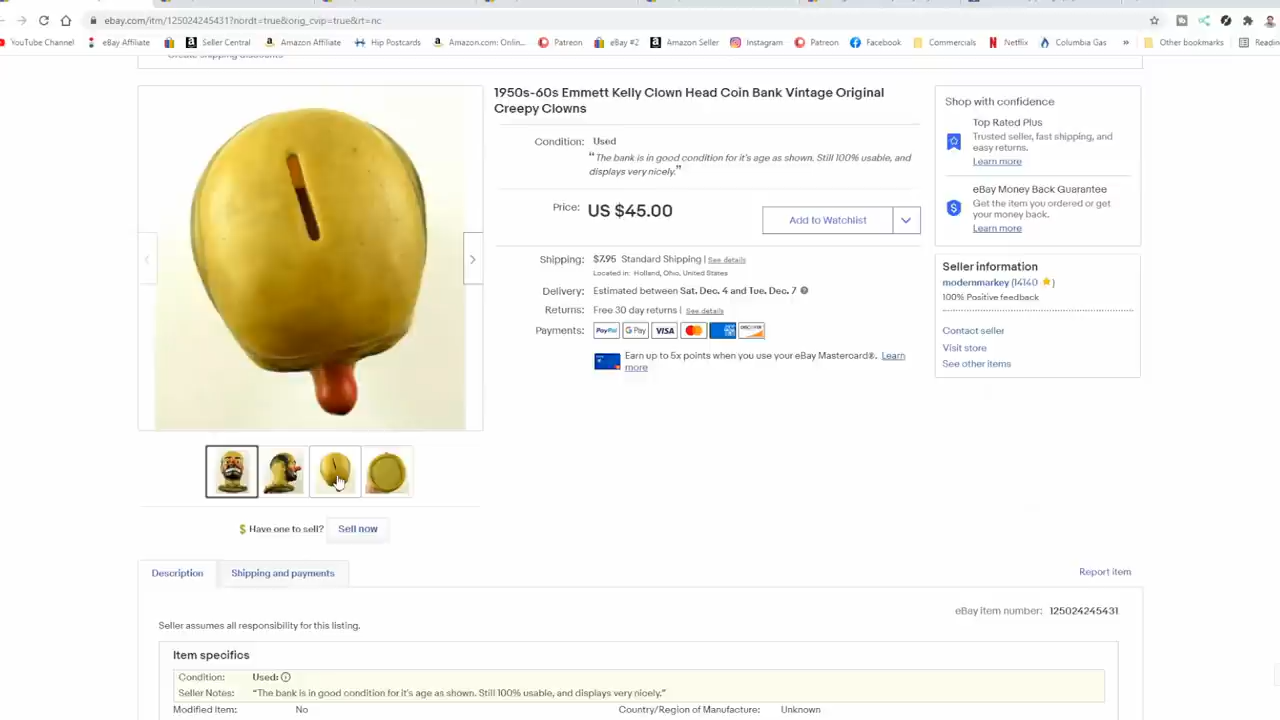 ebay.com/itm/125024245431?nordt=true&orig_cvip=true&rt=nc
YouTube Channel
eBay Affiliate
Seller Central
Amazon Affiliate
Hip Postcards
Amazon.com: Onlin...
Patreon
eBay #2
Amazon Seller
Instagram
Patreon
Facebook
Commercials
Netflix
Columbia Gas
»
Other bookmarks
Readin
Create shipping discounts
1950s-60s Emmett Kelly Clown Head Coin Bank Vintage Original
Creepy Clowns
Condition: Used
"The bank is in good condition for it's age as shown. Still 100% usable, and
displays very nicely."
Price: US $45.00
Add to Watchlist
Shipping: $7.95 Standard Shipping | See details
Located in: Holland, Ohio, United States
Delivery: Estimated between Sat. Dec. 4 and Tue. Dec. 7
Returns: Free 30 day returns | See details
Payments: PayPal G Pay VISA
DISCOVER
Earn up to 5x points when you use your eBay Mastercard®. Learn
more
Shop with confidence
Top Rated Plus
Trusted seller, fast shipping, and
easy returns.
Learn more
eBay Money Back Guarantee
Get the item you ordered or get
your money back.
Learn more
Seller information
modernmarkey (14140 )
100% Positive feedback
Contact seller
Visit store
See other items
Have one to sell? Sell now
Description
Shipping and payments
Report item
eBay item number: 125024245431
Seller assumes all responsibility for this listing.
Item specifics
Condition: Used:
Seller Notes: "The bank is in good condition for it's age as shown. Still 100% usable, and displays very nicely."
Modified Item: No
Country/Region of Manufacture: Unknown